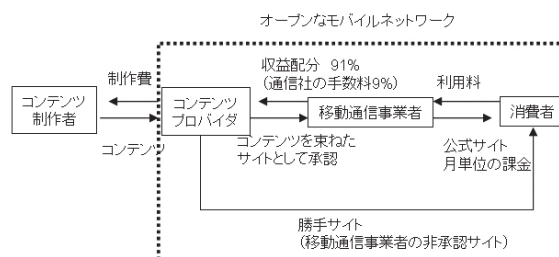 オープンなモバイルネットワーク
収益配分 91%
(通信社の手数料9%)
制作費
利用料
コンテンツ
制作者
コンテンツ
プロバイダ
移動通信事業者
消費者
コンテンツ
コンテンツを束ねた
サイトとして承認
公式サイト
月単位の課金
勝手サイト
(移動通信事業者の非承認サイト)